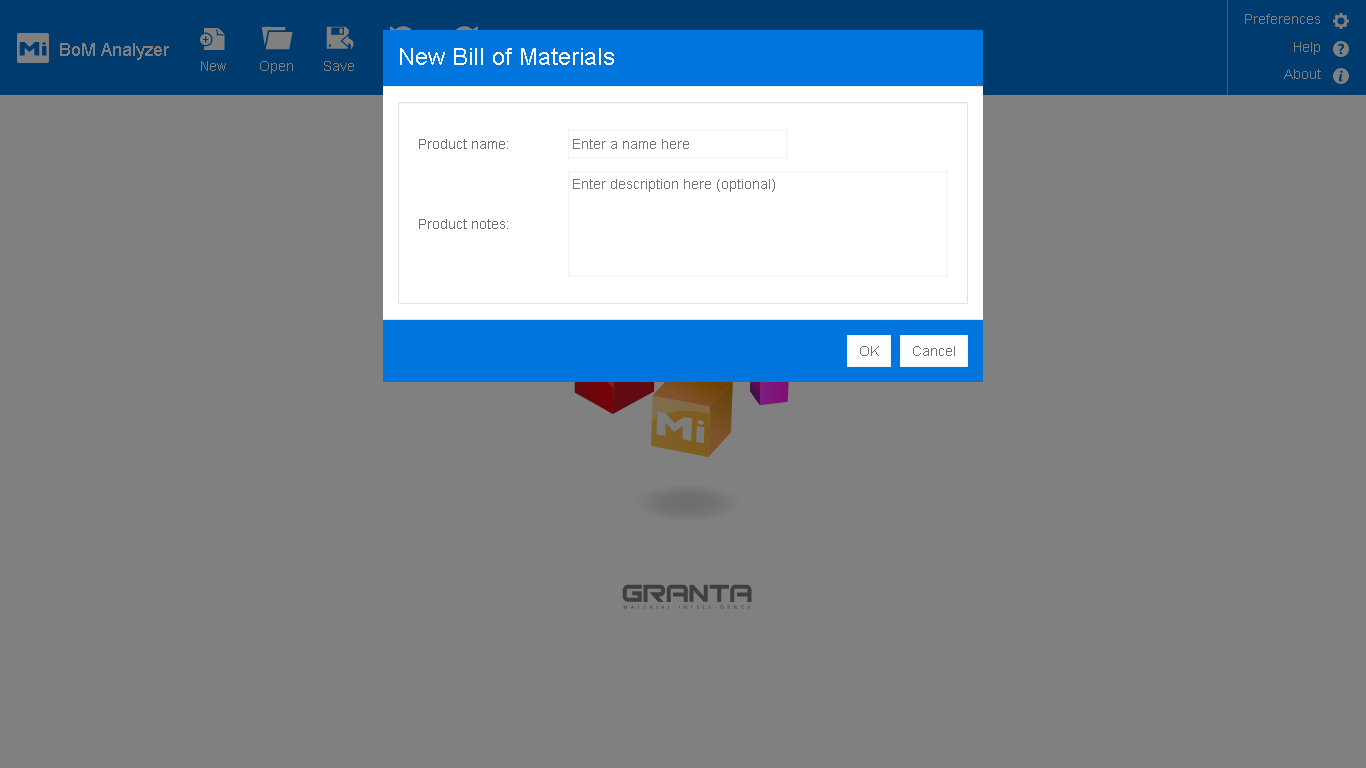 Mi BoM Analyzer
New
Open
Save
Preferences
Help
About
New Bill of Materials
Product name:
Enter a name here
Product notes:
Enter description here (optional)
OK
Cancel
Mi
GRANTA
MATERIAL INTELLIGENCE